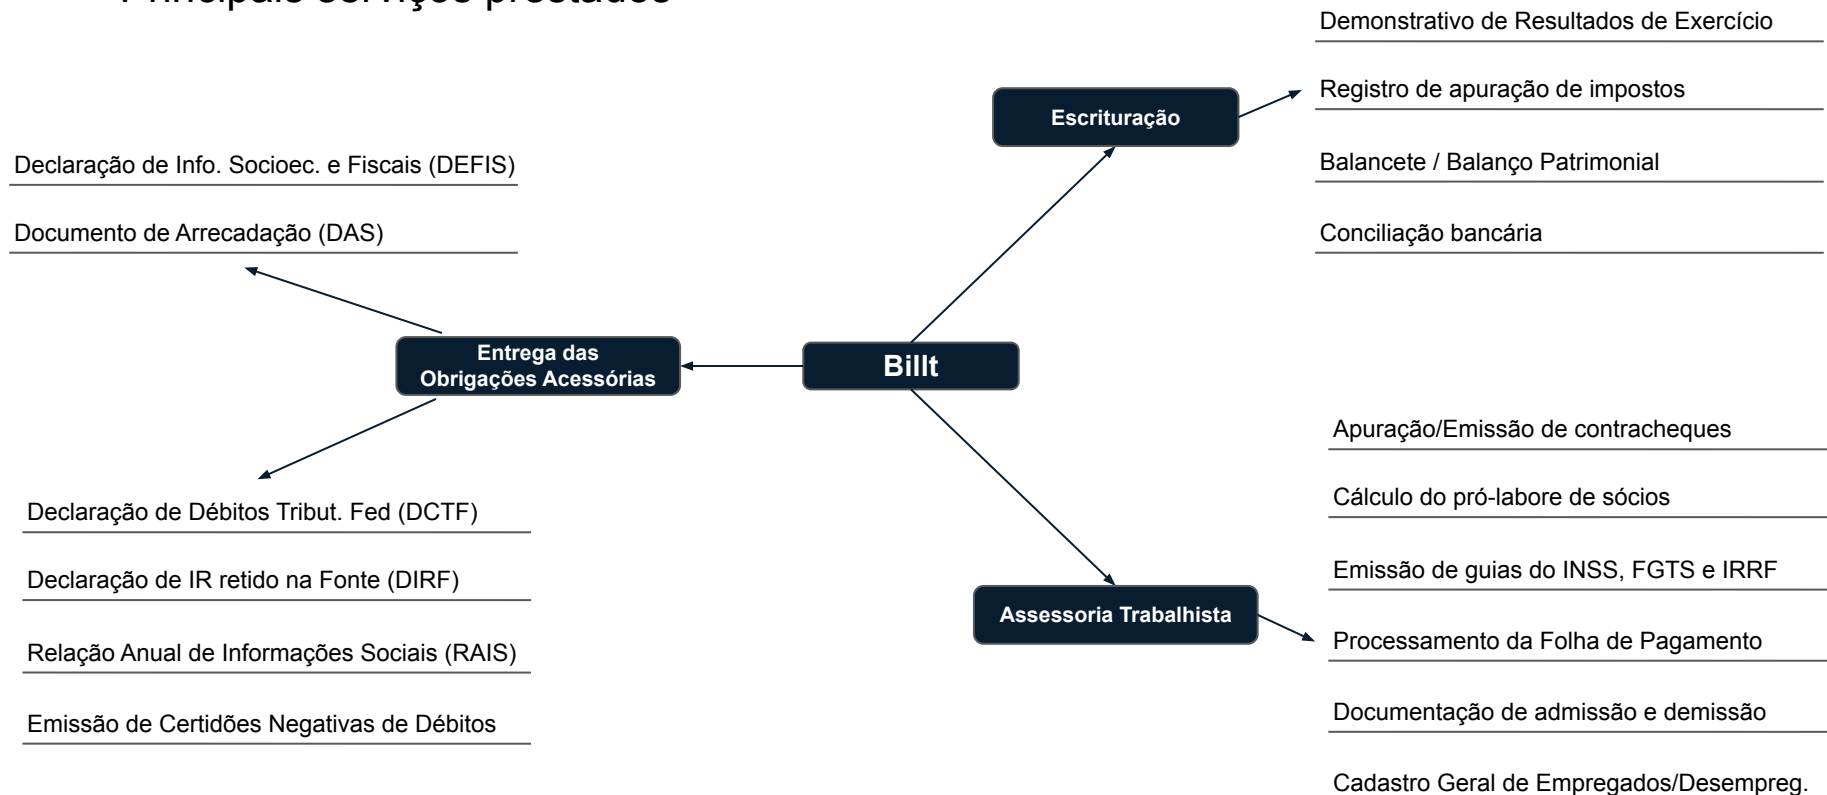 Principais serviços prestados
Demonstrativo de Resultados de Exercício
Registro de apuração de impostos
Balancete / Balanço Patrimonial
Conciliação bancária
Escrituração
Declaração de Info. Socioec. e Fiscais (DEFIS)
Documento de Arrecadação (DAS)
Entrega das
Obrigações Acessórias
Billt
Declaração de Débitos Tribut. Fed (DCTF)
Declaração de IR retido na Fonte (DIRF)
Relação Anual de Informações Sociais (RAIS)
Emissão de Certidões Negativas de Débitos
Assessoria Trabalhista
Apuração/Emissão de contracheques
Cálculo do pró-labore de sócios
Emissão de guias do INSS, FGTS e IRRF
Processamento da Folha de Pagamento
Documentação de admissão e demissão
Cadastro Geral de Empregados/Desempreg.